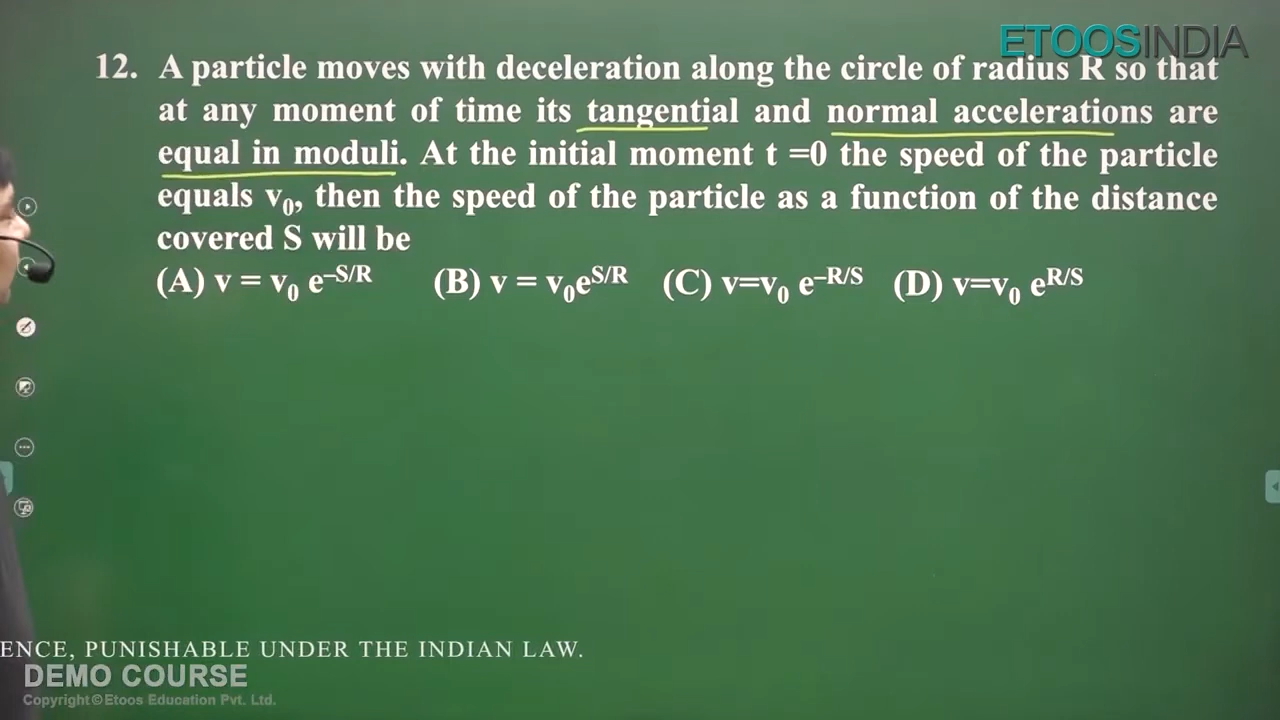 ETOOSINDIA
12. A particle moves with deceleration along the circle of radius R so that
at any moment of time its tangential and normal accelerations are
equal in moduli. At the initial moment t =0 the speed of the particle
equals v₀, then the speed of the particle as a function of the distance
covered S will be
(A) v = v₀ e⁻ˢ/ᴿ (B) v = v₀eˢ/ᴿ (C) v=v₀ e⁻ᴿ/ˢ (D) v=v₀ eᴿ/ˢ
ENCE, PUNISHABLE UNDER THE INDIAN LAW.
DEMO COURSE
Copyright © Etoos Education Pvt. Ltd.